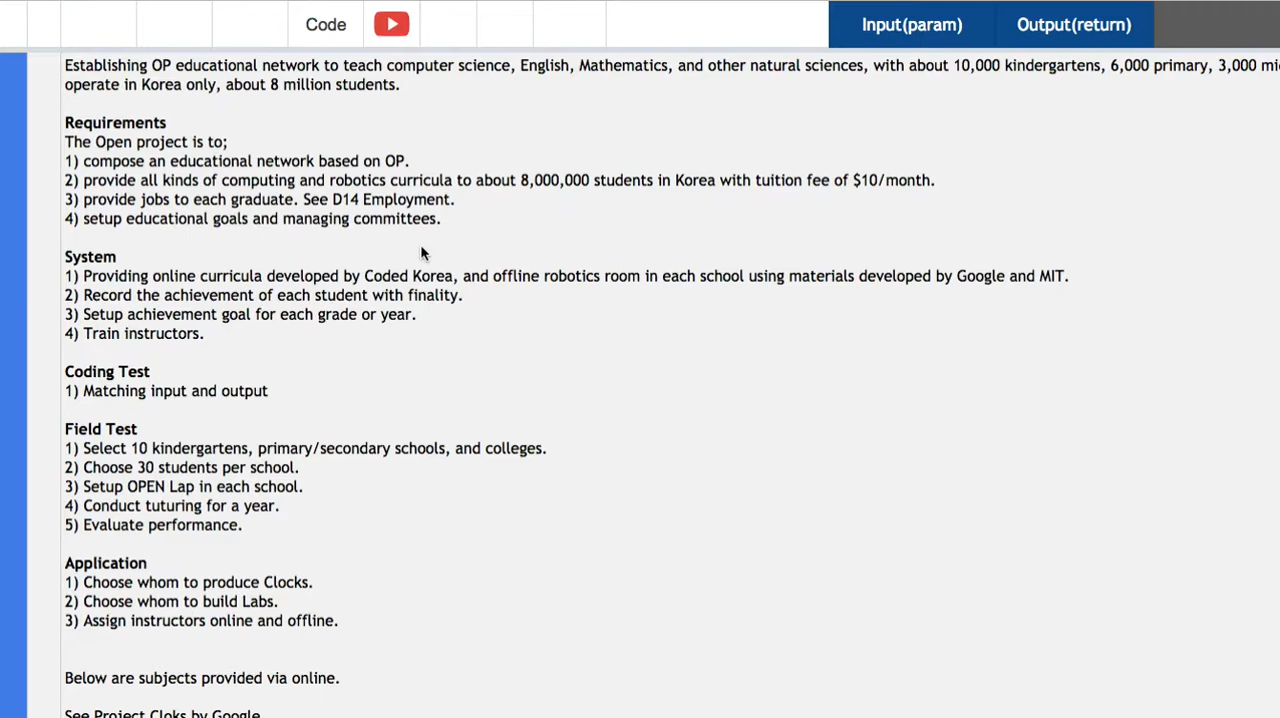 Code
Input(param)
Output(return)
Establishing OP educational network to teach computer science, English, Mathematics, and other natural sciences, with about 10,000 kindergartens, 6,000 primary, 3,000
operate in Korea only, about 8 million students.
Requirements
The Open project is to;
1) compose an educational network based on OP.
2) provide all kinds of computing and robotics curricula to about 8,000,000 students in Korea with tuition fee of $10/month.
3) provide jobs to each graduate. See D14 Employment.
4) setup educational goals and managing committees.
System
1) Providing online curricula developed by Coded Korea, and offline robotics room in each school using materials developed by Google and MIT.
2) Record the achievement of each student with finality.
3) Setup achievement goal for each grade or year.
4) Train instructors.
Coding Test
1) Matching input and output
Field Test
1) Select 10 kindergartens, primary/secondary schools, and colleges.
2) Choose 30 students per school.
3) Setup OPEN Lap in each school.
4) Conduct tuturing for a year.
5) Evaluate performance.
Application
1) Choose whom to produce Clocks.
2) Choose whom to build Labs.
3) Assign instructors online and offline.
Below are subjects provided via online.
See Project Cloks by Google